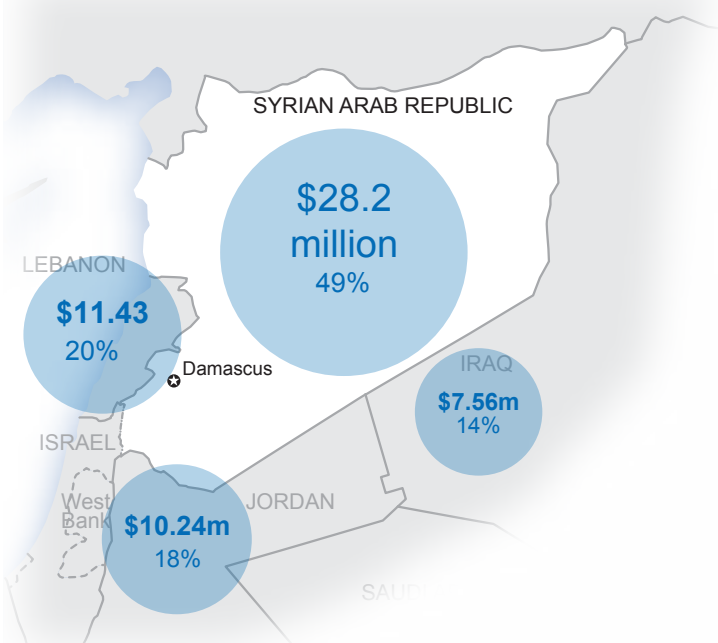 SYRIAN ARAB REPUBLIC
$28.2
million
49%
LEBANON
$11.43
20%
Damascus
IRAQ
$7.56m
14%
ISRAEL
West
Bank
JORDAN
$10.24m
18%